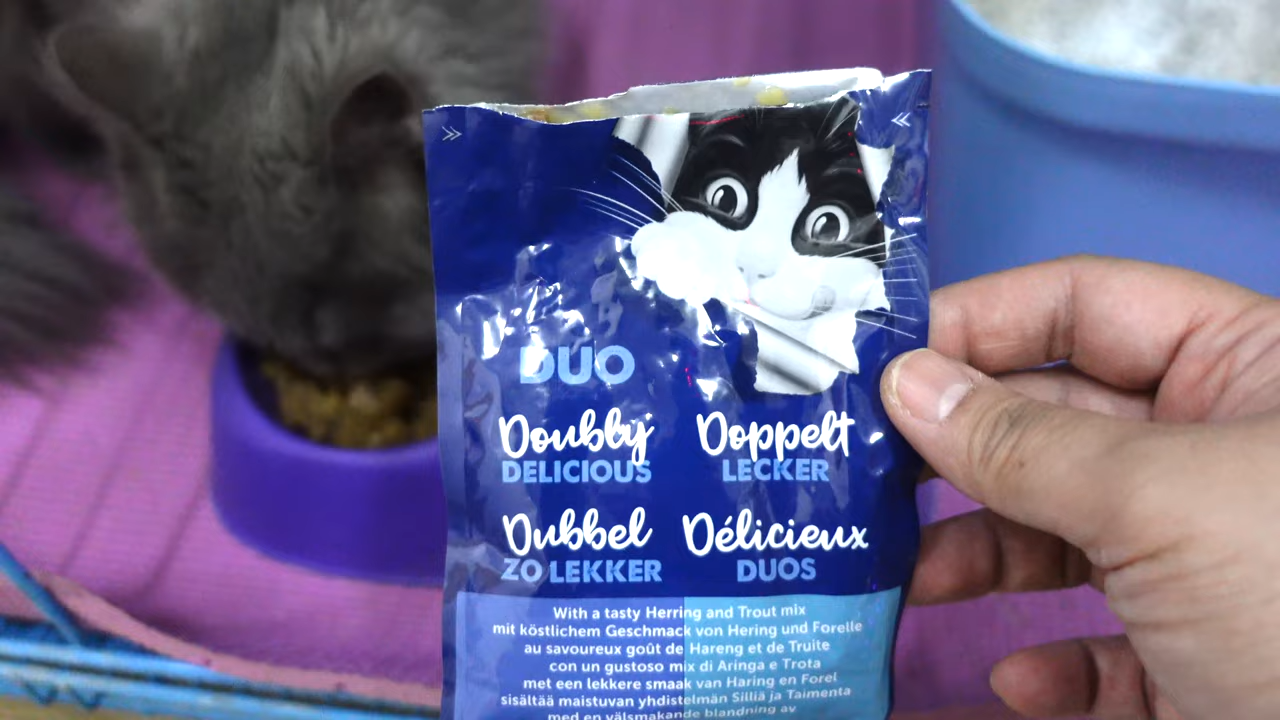 DUO
Doubly
DELICIOUS
Doppelt
LECKER
Dubbel
ZO LEKKER
Délicieux
DUOS
With a tasty Herring and Trout mix
mit köstlichem Geschmack von Hering und Forelle
au savoureux goût de Hareng et de Truite
con un gustoso mix di Aringa e Trota
met een lekkere smaak van Haring en Forel
sisältää maistuvan yhdistelmän Silliä ja Taimenta
med en välsmakande blandning av